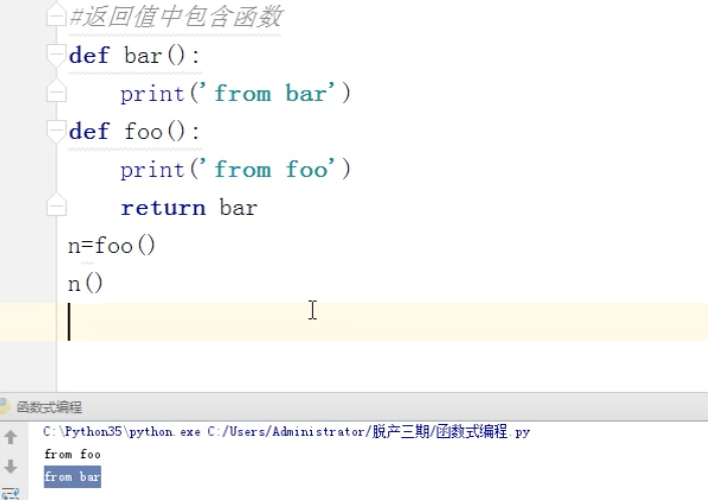 #返回值中包含函数
def bar():
    print('from bar')
def foo():
    print('from foo')
    return bar
n=foo()
n()
函数式编程
C:\Python35\python.exe C:/Users/Administrator/脱产三期/函数式编程.py
from foo
from bar